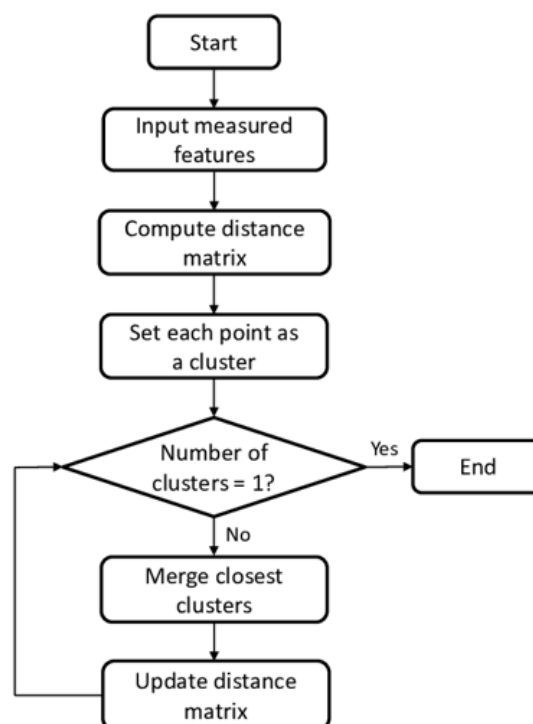 Start
Input measured
features
Compute distance
matrix
Set each point as
a cluster
Number of
clusters = 1?
Yes
End
No
Merge closest
clusters
Update distance
matrix